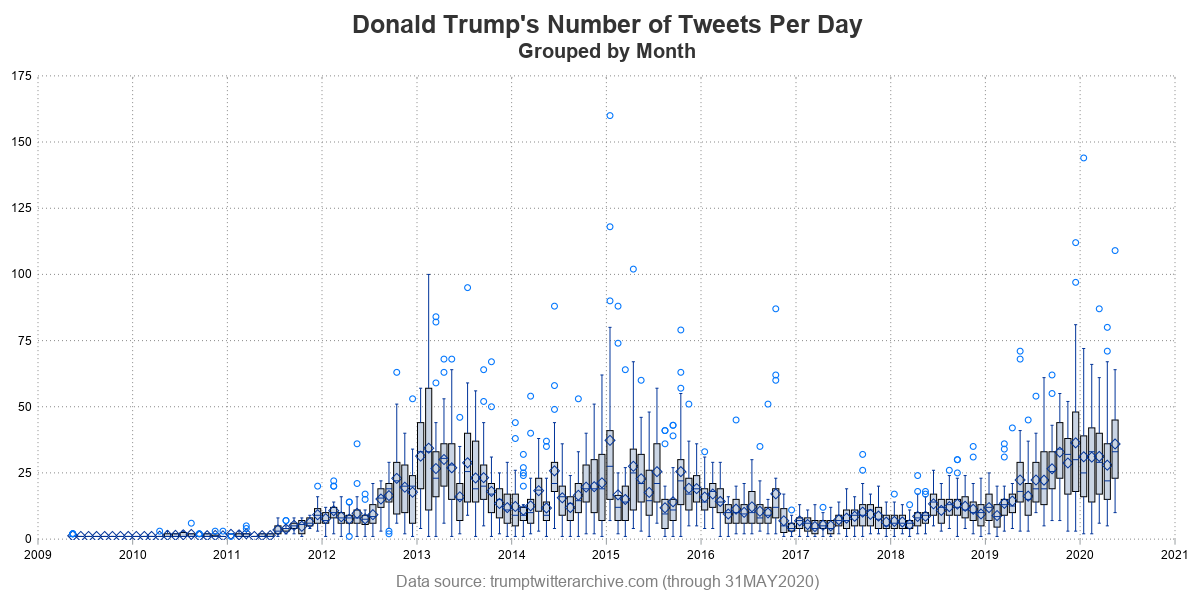 Donald Trump's Number of Tweets Per Day
Grouped by Month
175
150
125
100
75
50
25
0
2009 2010 2011 2012 2013 2014 2015 2016 2017 2018 2019 2020 2021
Data source: trumptwitterarchive.com (through 31MAY2020)